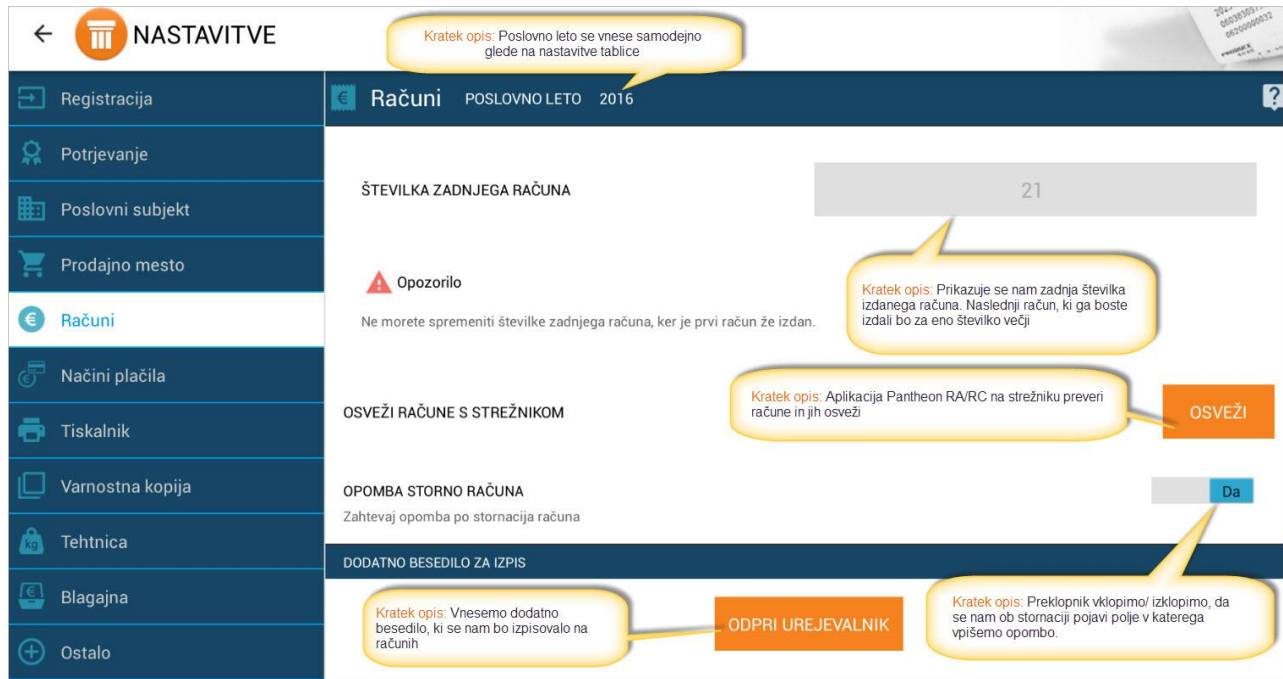 NASTAVITVE
Kratek opis: Poslovno leto se vnese samodejno
glede na nastavitve tablice
Registracija
Potrjevanje
Poslovni subjekt
Prodajno mesto
Računi
Načini plačila
Tiskalnik
Varnostna kopija
Tehtnica
Blagajna
Ostalo
€ Računi POSLOVNO LETO 2016 ?
ŠTEVILKA ZADNJEGA RAČUNA 21
Kratek opis: Prikazuje se nam zadnja številka
izdanega računa. Naslednji račun, ki ga boste
izdali bo za eno številko večji
Opozorilo
Ne morete spremeniti številke zadnjega računa, ker je prvi račun že izdan.
OSVEŽI RAČUNE S STREŽNIKOM
Kratek opis: Aplikacija Pantheon RA/RC na strežniku preveri
račune in jih osveži
OSVEŽI
OPOMBA STORNO RAČUNA
Da
Zahtevaj opomba po stornacija računa
DODATNO BESEDILO ZA IZPIS
Kratek opis: Vnesemo dodatno
besedilo, ki se nam bo izpisovalo na
računih
ODPRI UREJEVALNIK
Kratek opis: Preklopnik vklopimo/ izklopimo, da
se nam ob stornaciji pojavi polje v katerega
vpišemo opombo.